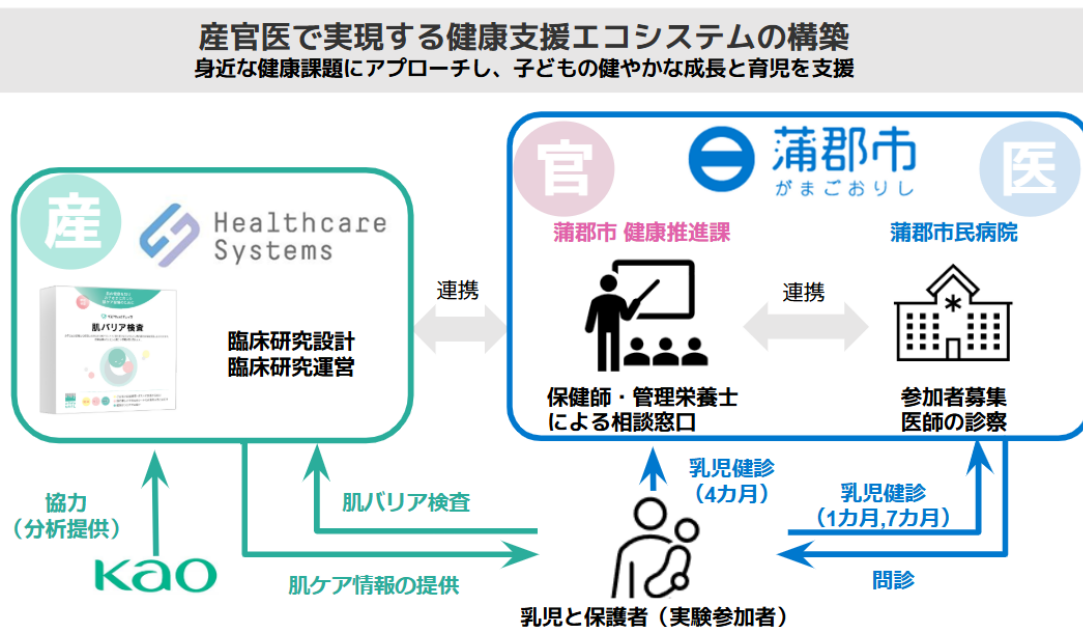 産官医で実現する健康支援エコシステムの構築
身近な健康課題にアプローチし、子どもの健やかな成長と育児を支援
産
Healthcare
Systems
肌バリア検査
臨床研究設計
臨床研究運営
連携
官
蒲郡市
がまごおりし
医
蒲郡市 健康推進課
蒲郡市民病院
連携
保健師・管理栄養士
による相談窓口
参加者募集
医師の診察
協力
(分析提供)
kao
肌バリア検査
肌ケア情報の提供
乳児健診
(4カ月)
乳児健診
(1カ月,7カ月)
問診
乳児と保護者(実験参加者)